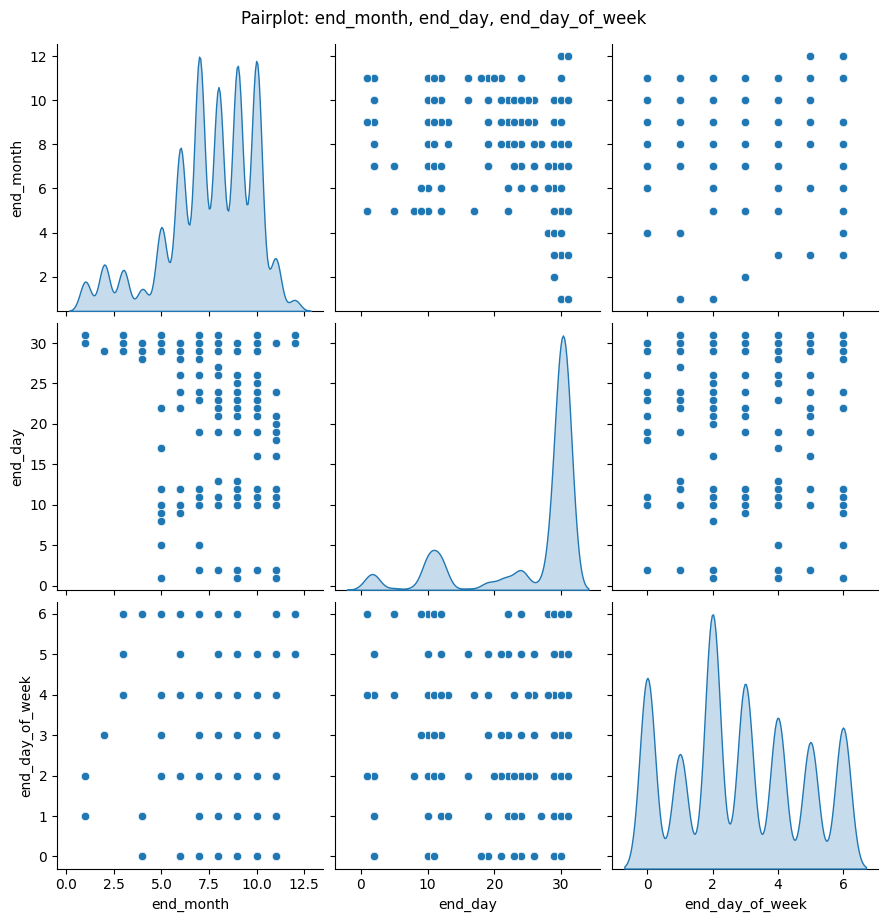 Pairplot: end_month, end_day, end_day_of_week
end_month
12
10
8
6
4
2
end_day
30
25
20
15
10
5
0
end_day_of_week
6
5
4
3
2
1
0
0.0 2.5 5.0 7.5 10.0 12.5
0 10 20 30
0 2 4 6
end_month end_day end_day_of_week